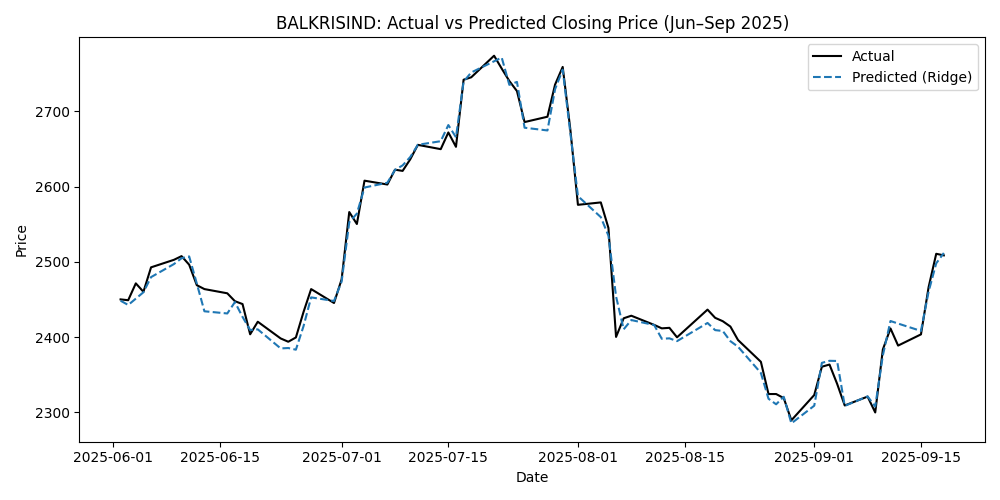 BALKRISIND: Actual vs Predicted Closing Price (Jun–Sep 2025)
Actual
Predicted (Ridge)
Price
2700
2600
2500
2400
2300
2025-06-01 2025-06-15 2025-07-01 2025-07-15 2025-08-01 2025-08-15 2025-09-01 2025-09-15
Date